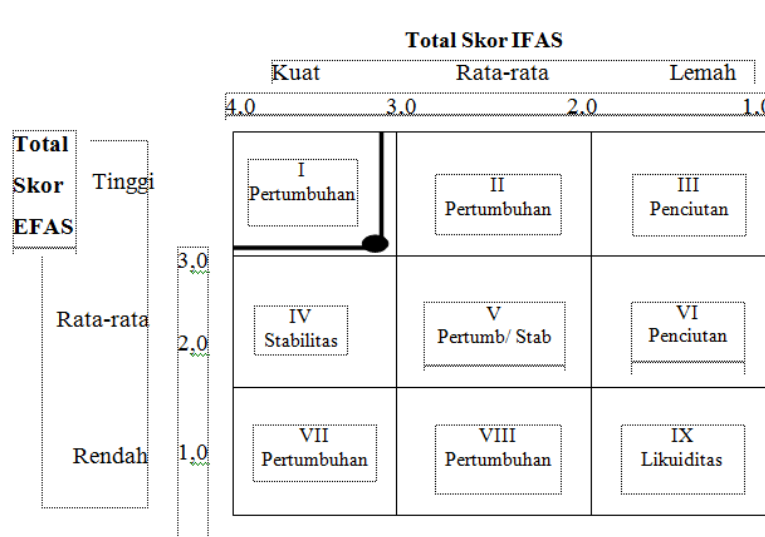 Total Skor IFAS
Kuat Rata-rata Lemah
4,0 3,0 2,0 1,0
Total
Skor
EFAS
Tinggi
I
Pertumbuhan
II
Pertumbuhan
III
Penciutan
3,0
Rata-rata
2,0
IV
Stabilitas
V
Pertumb/ Stab
VI
Penciutan
Rendah
1,0
VII
Pertumbuhan
VIII
Pertumbuhan
IX
Likuiditas